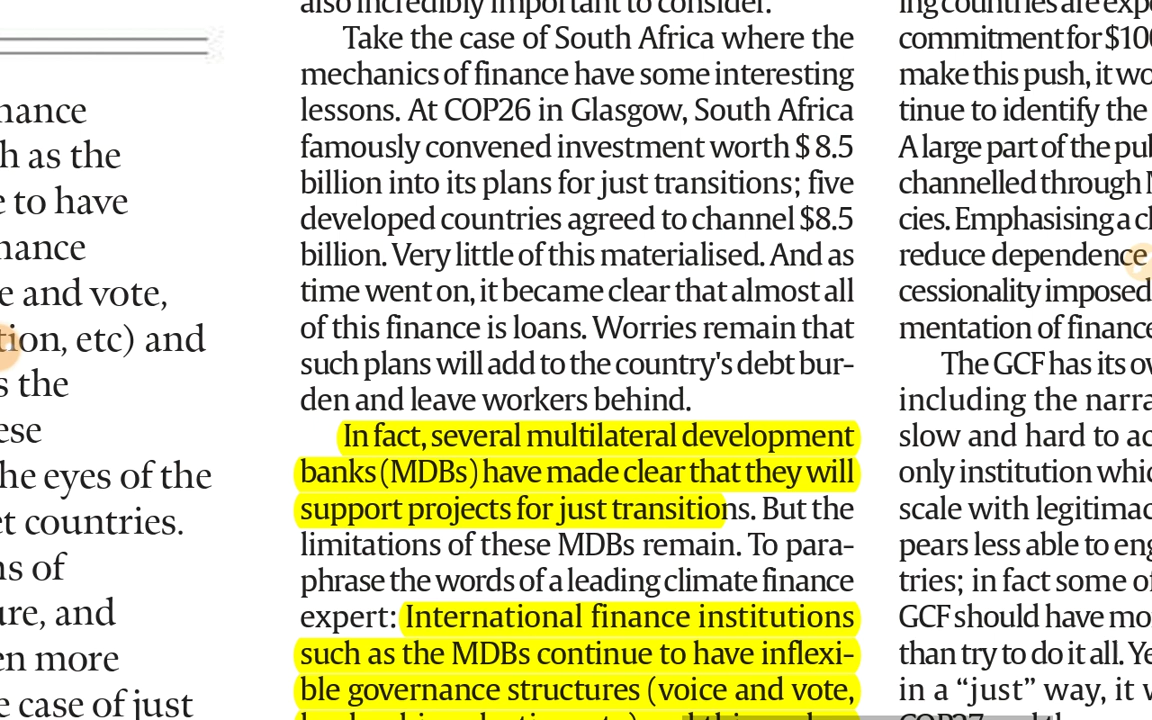 nance
h as the
e to have
nance
e and vote,
tion, etc) and
s the
ese
he eyes of the
et countries.
ns of
ure, and
en more
e case of just
also incredibly important to consider.
Take the case of South Africa where the
mechanics of finance have some interesting
lessons. At COP26 in Glasgow, South Africa
famously convened investment worth $ 8.5
billion into its plans for just transitions; five
developed countries agreed to channel $8.5
billion. Very little of this materialised. And as
time went on, it became clear that almost all
of this finance is loans. Worries remain that
such plans will add to the country's debt bur-
den and leave workers behind.
In fact, several multilateral development
banks (MDBs) have made clear that they will
support projects for just transitions. But the
limitations of these MDBs remain. To para-
phrase the words of a leading climate finance
expert: International finance institutions
such as the MDBs continue to have inflexi-
ble governance structures (voice and vote,
ing countries are exp
commitment for $100
make this push, it wo
tinue to identify the
A large part of the pu
channelled through M
cies. Emphasising a c
reduce dependence
cessionality imposed
mentation of finance
The GCF has its o
including the narra
slow and hard to ac
only institution whic
scale with legitimac
pears less able to eng
tries; in fact some of
GCF should have mo
than try to do it all. Ye
in a "just" way, it w